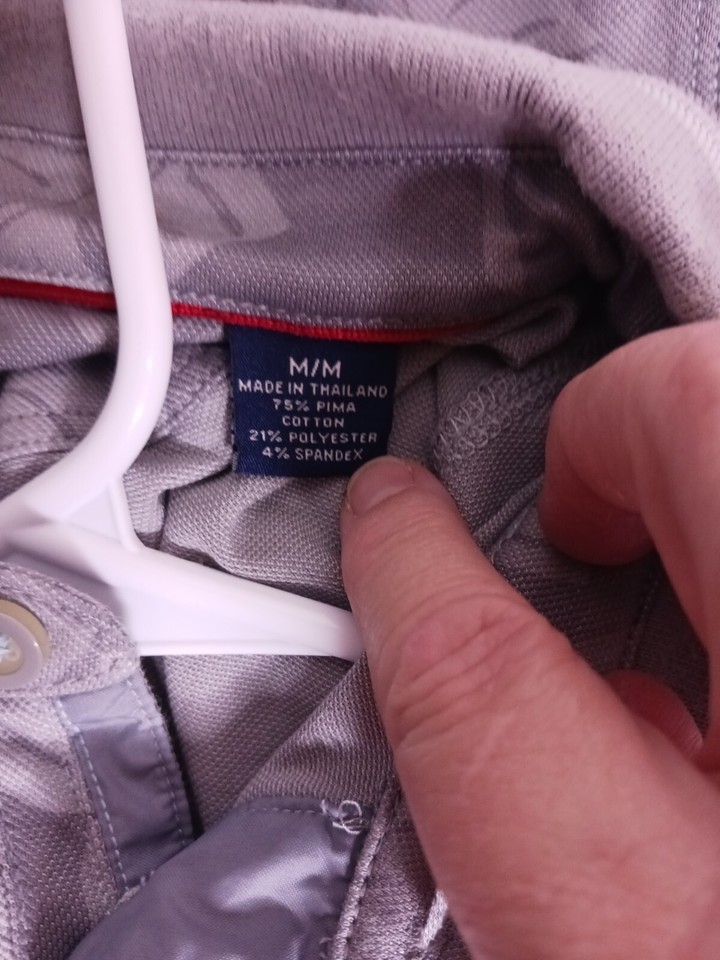 M/M
MADE IN THAILAND
75% PIMA
COTTON
21% POLYESTER
4% SPANDEX